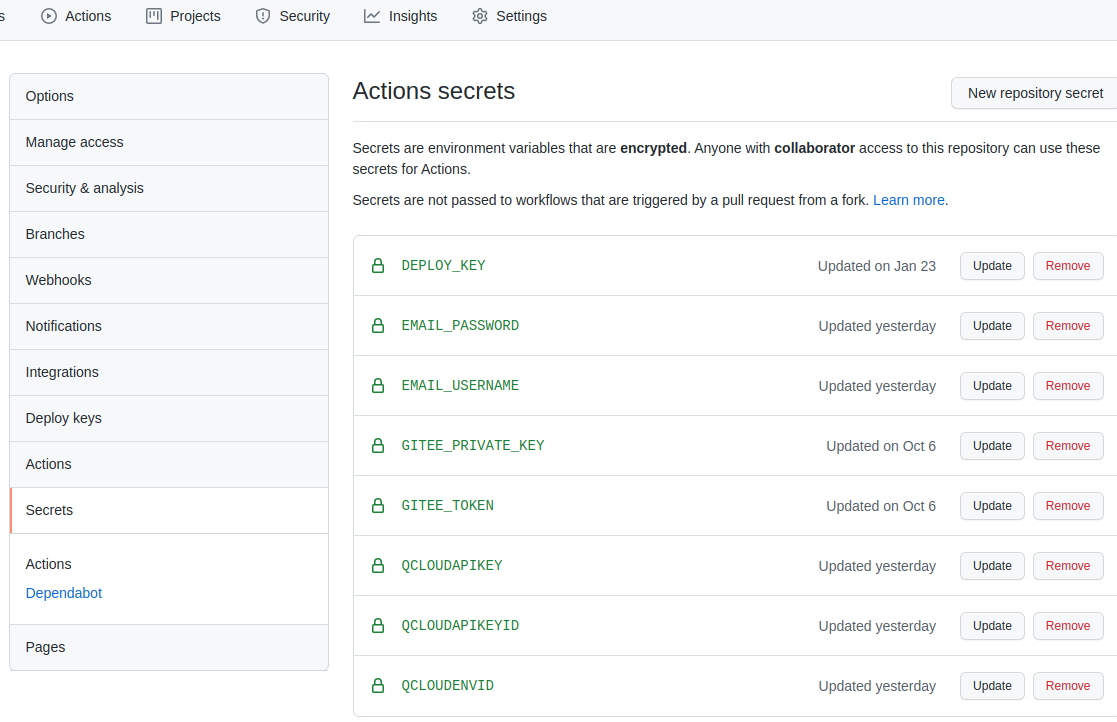 s Actions Projects Security Insights Settings
Options
Manage access
Security & analysis
Branches
Webhooks
Notifications
Integrations
Deploy keys
Actions
Secrets
Actions
Dependabot
Pages
Actions secrets
New repository secret
Secrets are environment variables that are encrypted. Anyone with collaborator access to this repository can use these
secrets for Actions.
Secrets are not passed to workflows that are triggered by a pull request from a fork. Learn more.
DEPLOY_KEY Updated on Jan 23 Update Remove
EMAIL_PASSWORD Updated yesterday Update Remove
EMAIL_USERNAME Updated yesterday Update Remove
GITEE_PRIVATE_KEY Updated on Oct 6 Update Remove
GITEE_TOKEN Updated on Oct 6 Update Remove
QCLOUDAPIKEY Updated yesterday Update Remove
QCLOUDAPIKEYID Updated yesterday Update Remove
QCLOUDENVID Updated yesterday Update Remove